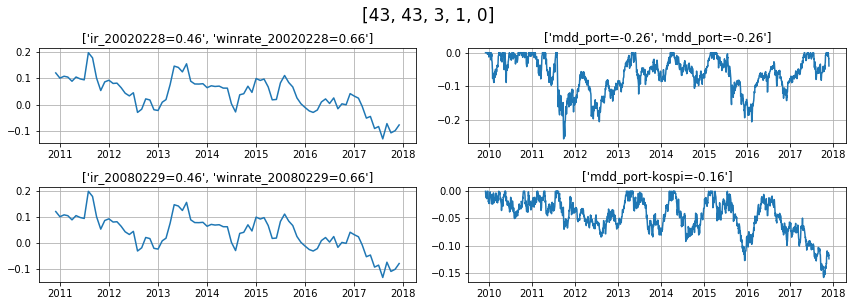 [43, 43, 3, 1, 0]
['ir_20020228=0.46', 'winrate_20020228=0.66']
0.2
0.1
0.0
−0.1
2011 2012 2013 2014 2015 2016 2017 2018
['mdd_port=-0.26', 'mdd_port=-0.26']
0.0
−0.1
−0.2
2010 2011 2012 2013 2014 2015 2016 2017 2018
['ir_20080229=0.46', 'winrate_20080229=0.66']
0.2
0.1
0.0
−0.1
2011 2012 2013 2014 2015 2016 2017 2018
['mdd_port-kospi=-0.16']
0.00
−0.05
−0.10
−0.15
2010 2011 2012 2013 2014 2015 2016 2017 2018